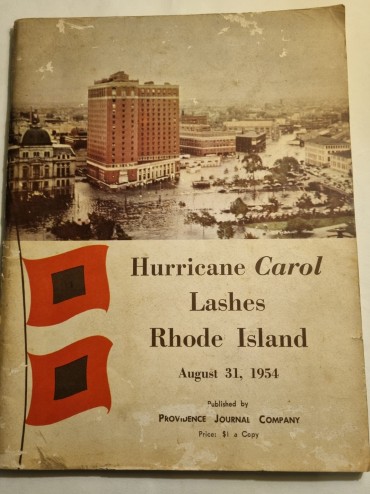 Hurricane Carol
Lashes
Rhode Island
August 31, 1954
Published by
PROVIDENCE JOURNAL COMPANY
Price: $1 a Copy